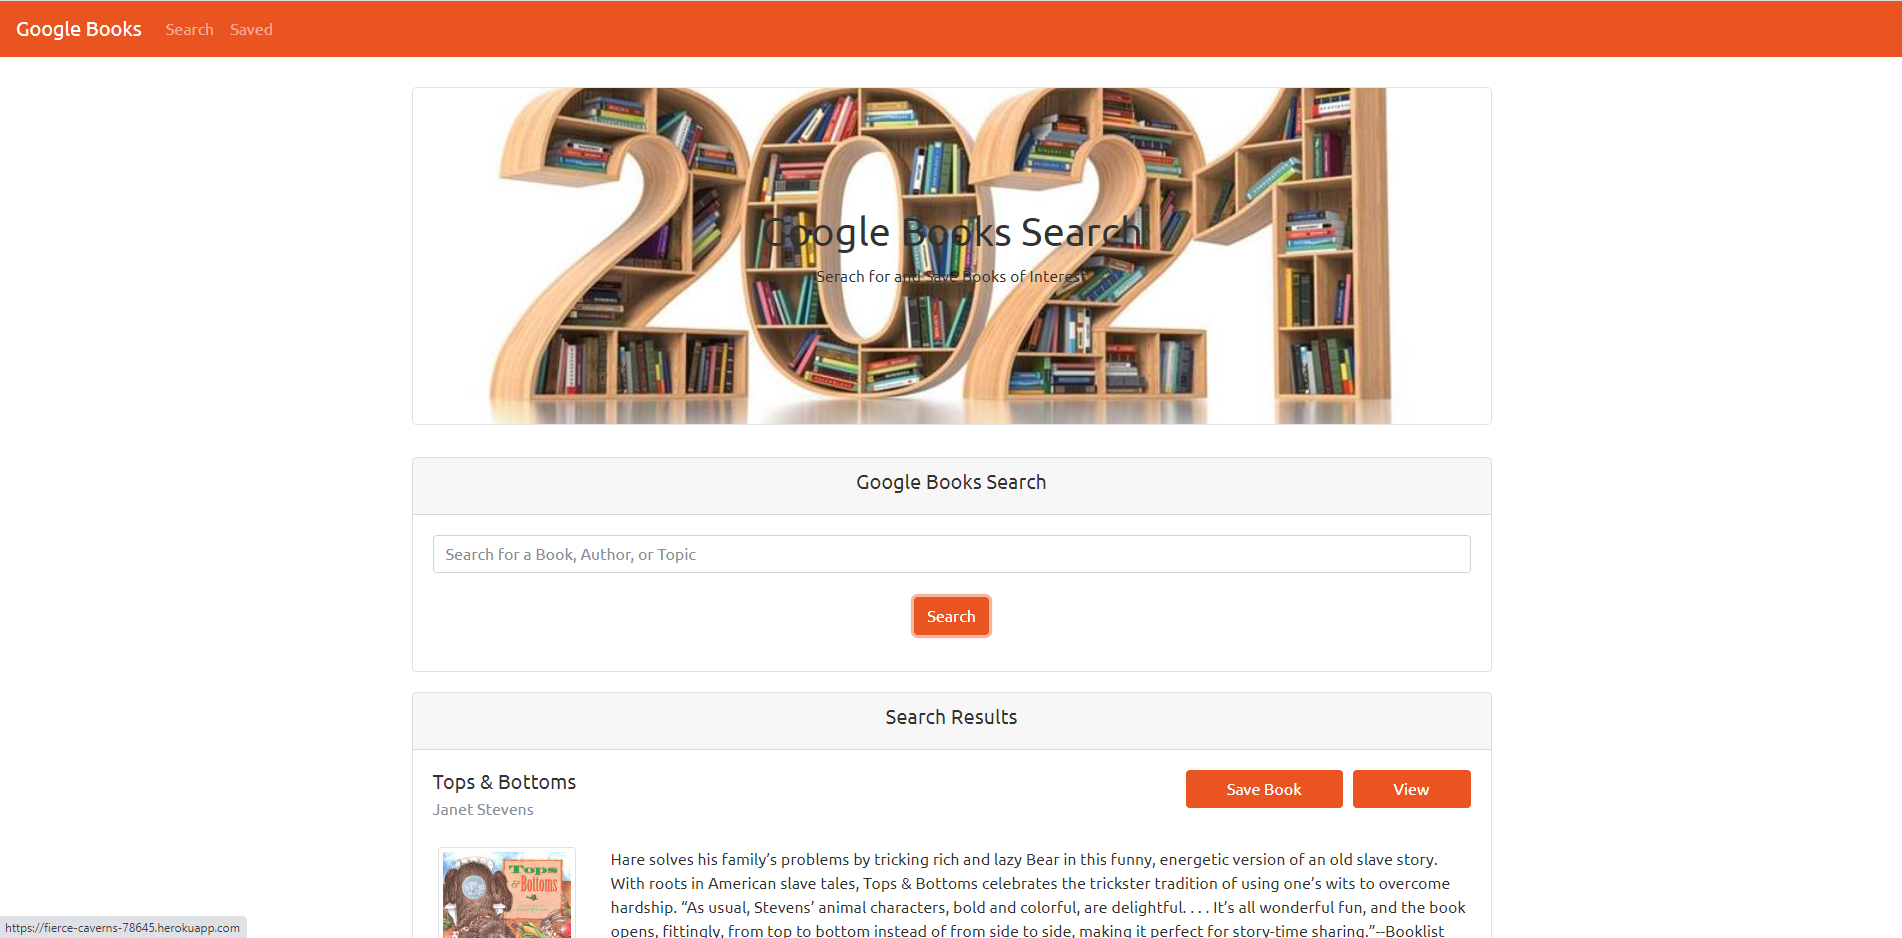 Google Books Search Saved
2021
Google Books Search
Serach for and Save Books of Interest
Google Books Search
Search for a Book, Author, or Topic
Search
Search Results
Tops & Bottoms
Save Book View
Janet Stevens
Tops
& Bottoms
Hare solves his family’s problems by tricking rich and lazy Bear in this funny, energetic version of an old slave story.
With roots in American slave tales, Tops & Bottoms celebrates the trickster tradition of using one’s wits to overcome
hardship. “As usual, Stevens’ animal characters, bold and colorful, are delightful. . . . It’s all wonderful fun, and the book
opens, fittingly, from top to bottom instead of from side to side, making it perfect for story-time sharing.”--Booklist
https://fierce-caverns-78645.herokuapp.com